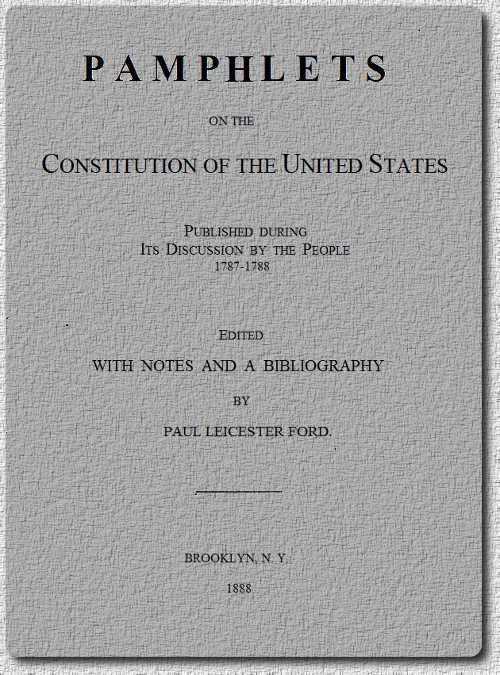 PAMPHLETS
ON THE
CONSTITUTION OF THE UNITED STATES
PUBLISHED DURING
ITS DISCUSSION BY THE PEOPLE
1787-1788
EDITED
WITH NOTES AND A BIBLIOGRAPHY
BY
PAUL LEICESTER FORD.
BROOKLYN, N. Y.
1888